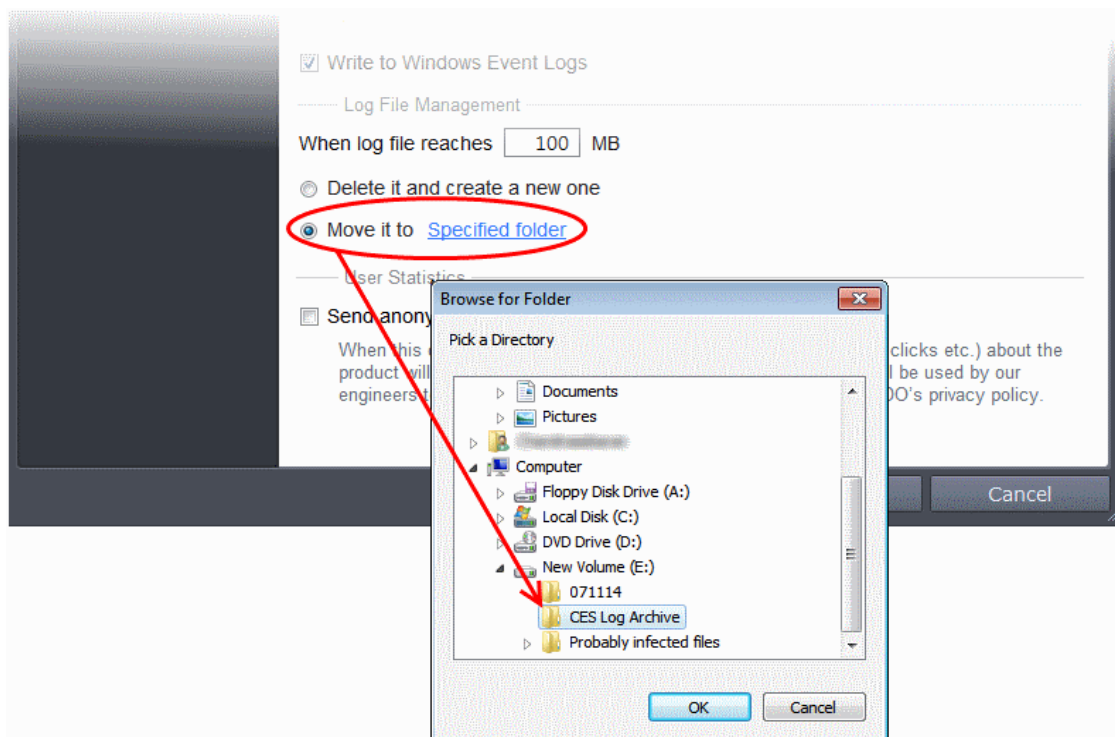 Write to Windows Event Logs
Log File Management
When log file reaches 100 MB
Delete it and create a new one
Move it to Specified folder
User Statistics
Send anony
When this clicks etc.) about the
product will l be used by our
engineers t DO's privacy policy.
Cancel
Browse for Folder
Pick a Directory
Documents
Pictures
Computer
Floppy Disk Drive (A:)
Local Disk (C:)
DVD Drive (D:)
New Volume (E:)
071114
CES Log Archive
Probably infected files
OK
Cancel